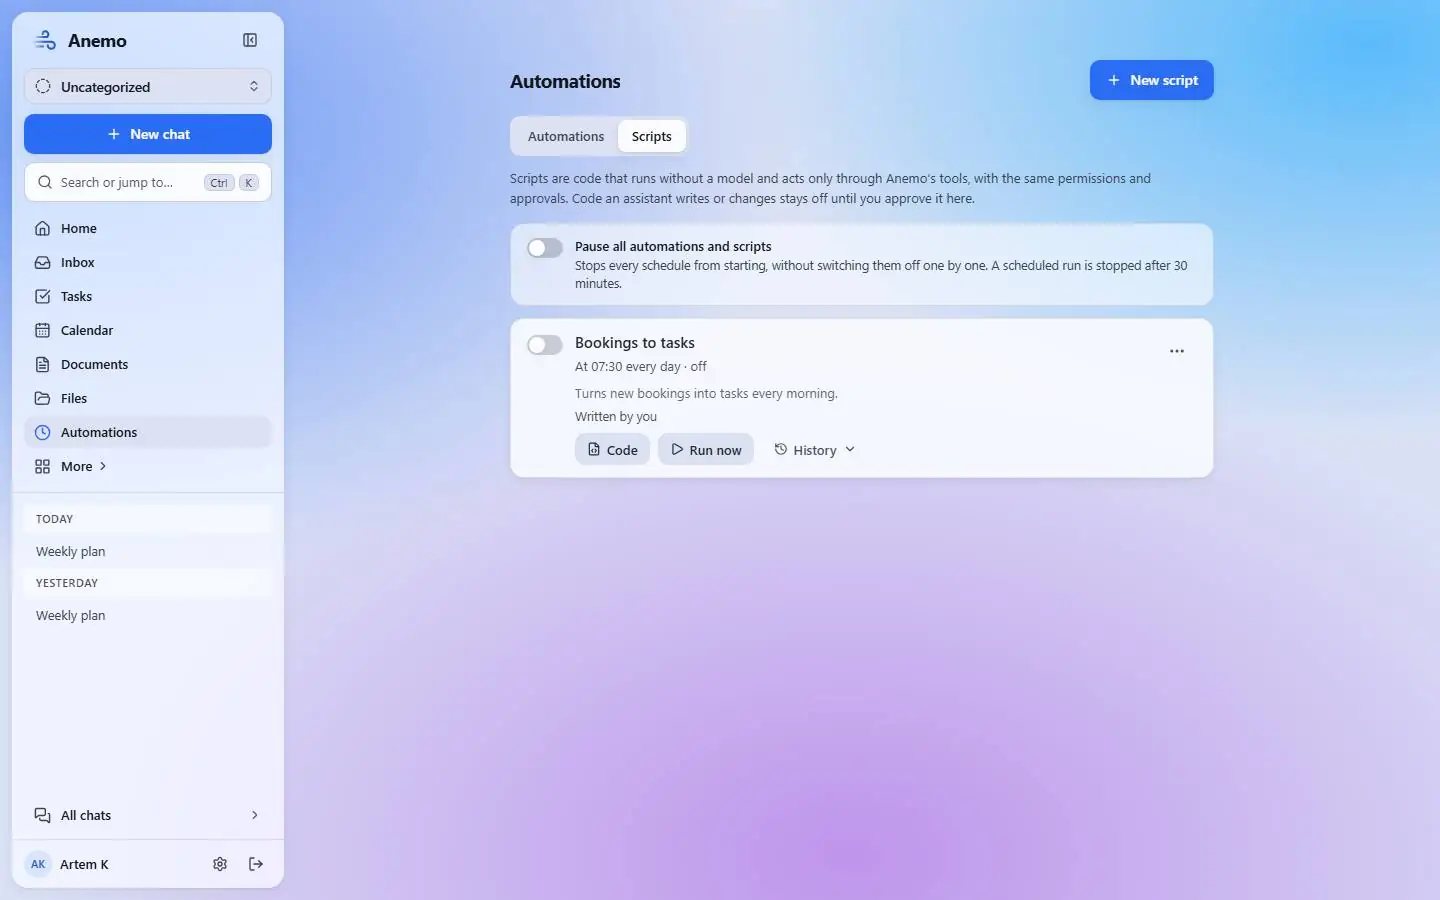 Anemo
Uncategorized
New chat
Search or jump to... Ctrl K
Home
Inbox
Tasks
Calendar
Documents
Files
Automations
More
TODAY
Weekly plan
YESTERDAY
Weekly plan
All chats
AK Artem K
Automations
New script
Automations Scripts
Scripts are code that runs without a model and acts only through Anemo's tools, with the same permissions and
approvals. Code an assistant writes or changes stays off until you approve it here.
Pause all automations and scripts
Stops every schedule from starting, without switching them off one by one. A scheduled run is stopped after 30
minutes.
Bookings to tasks
At 07:30 every day · off
Turns new bookings into tasks every morning.
Written by you
Code Run now History